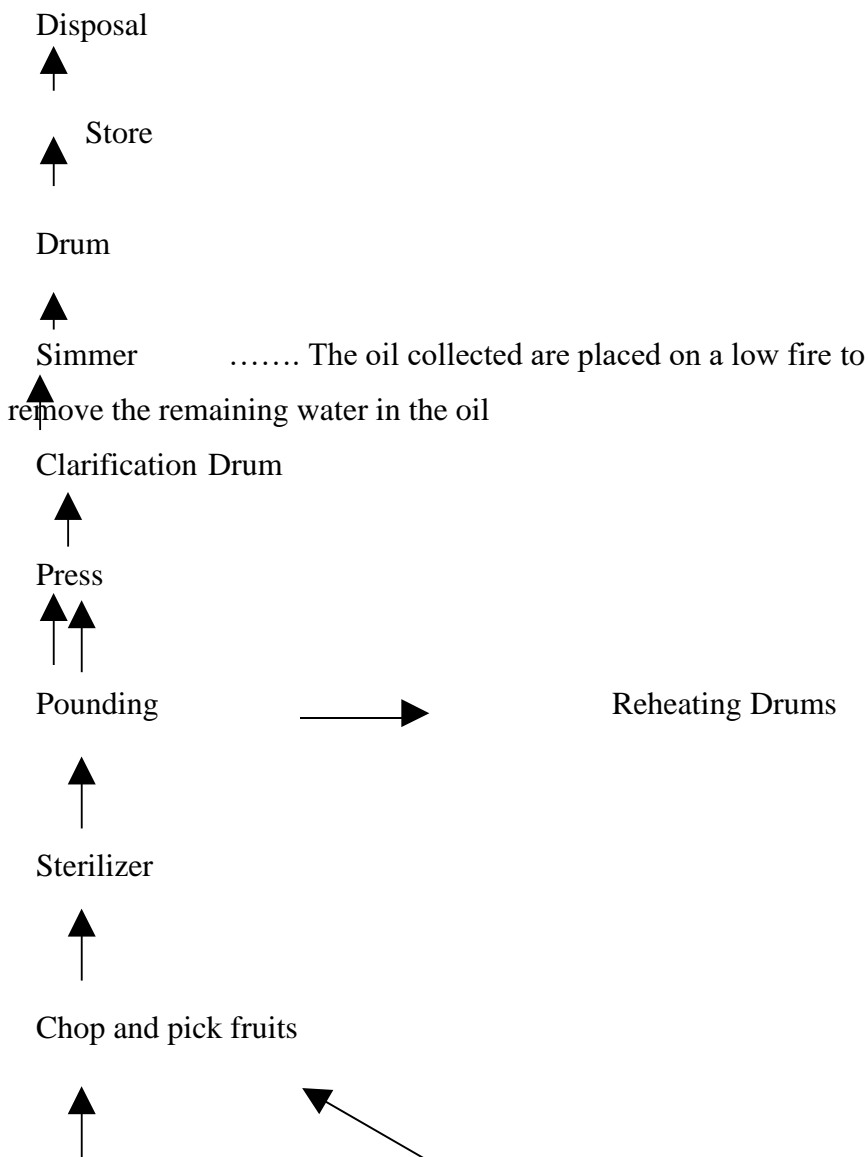 Disposal
Store
Drum
Simmer ……. The oil collected are placed on a low fire to
remove the remaining water in the oil
Clarification Drum
Press
Pounding Reheating Drums
Sterilizer
Chop and pick fruits